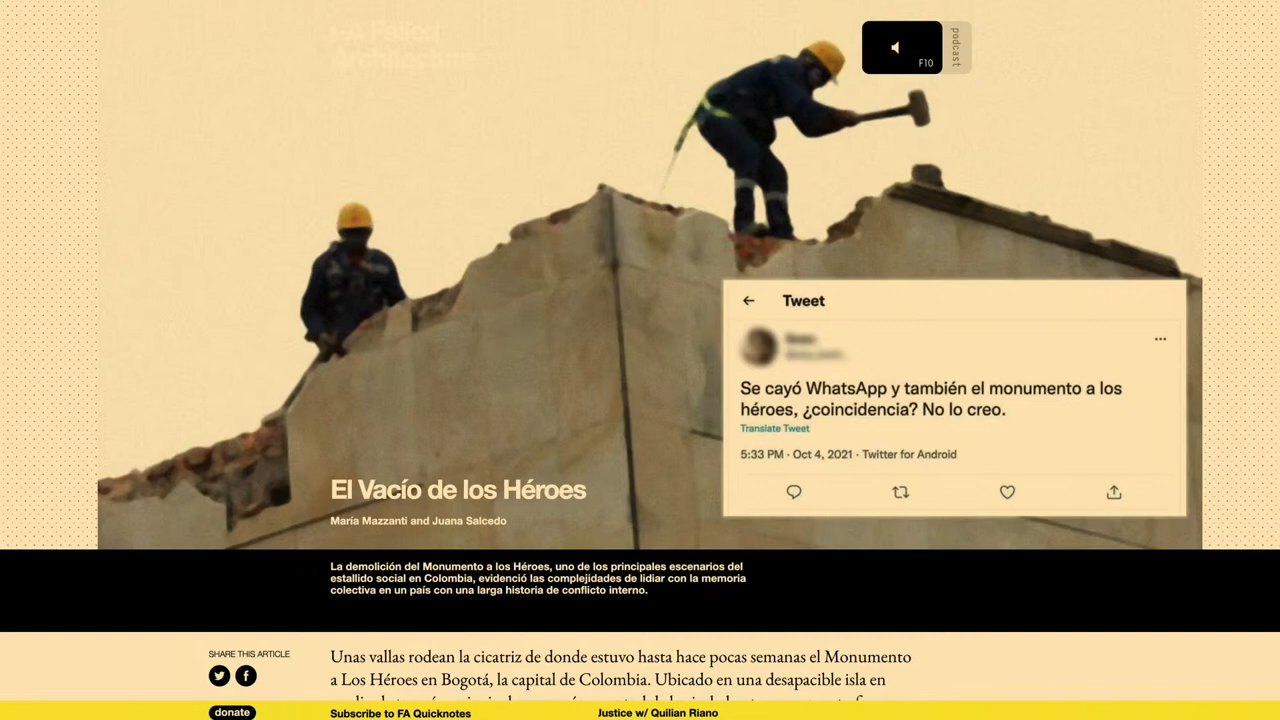 FA Failed
Architecture
F10
podcast
Tweet
Se cayó WhatsApp y también el monumento a los
héroes, ¿coincidencia? No lo creo.
Translate Tweet
5:33 PM · Oct 4, 2021 · Twitter for Android
El Vacío de los Héroes
María Mazzanti and Juana Salcedo
La demolición del Monumento a los Héroes, uno de los principales escenarios del
estallido social en Colombia, evidenció las complejidades de lidiar con la memoria
colectiva en un país con una larga historia de conflicto interno.
SHARE THIS ARTICLE
Unas vallas rodean la cicatriz de donde estuvo hasta hace pocas semanas el Monumento
a Los Héroes en Bogotá, la capital de Colombia. Ubicado en una desapacible isla en
donate
Subscribe to FA Quicknotes
Justice w/ Quilian Riano